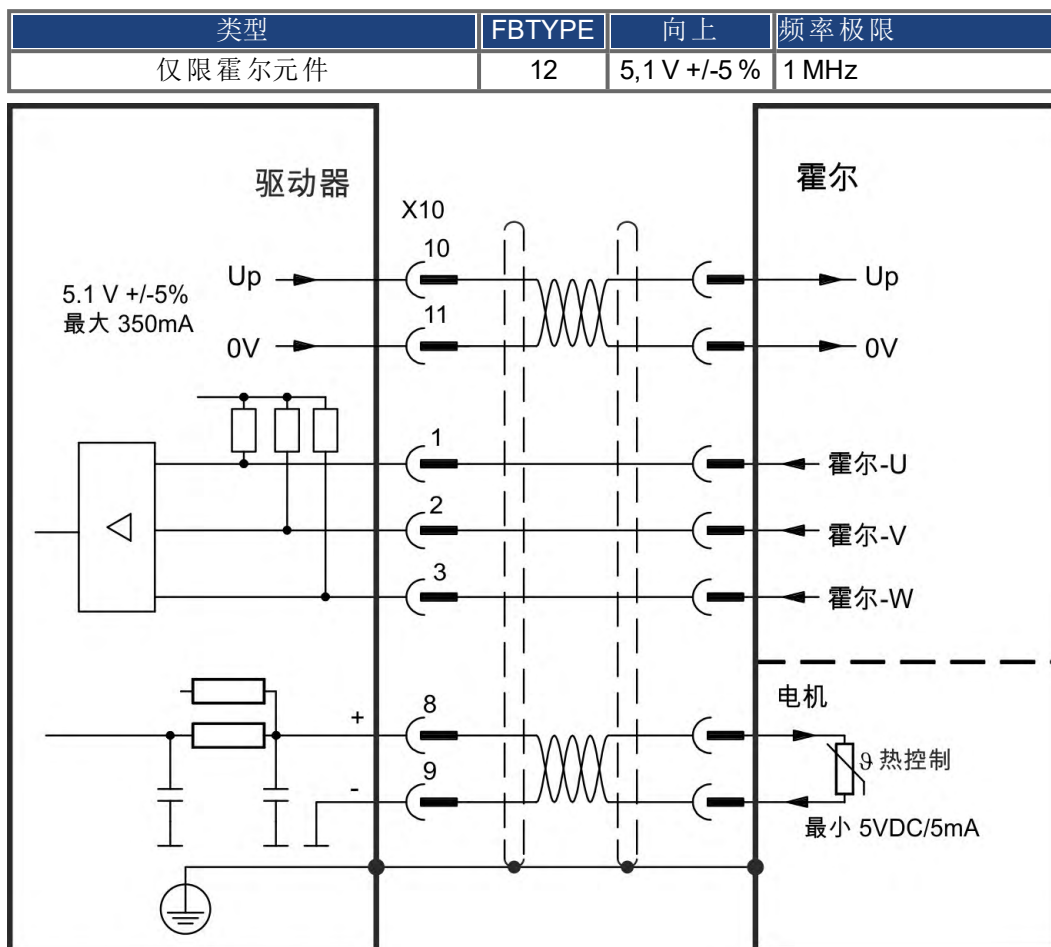 类型 FBTYPE 向上 频率极限
仅限霍尔元件 12 5,1 V +/-5 % 1 MHz
驱动器
霍尔
X10
10
Up
Up
5.1 V +/-5%
最大 350mA
11
0V
0V
1
霍尔-U
2
霍尔-V
3
霍尔-W
电机
8
+
ϑ 热控制
9
-
最小 5VDC/5mA